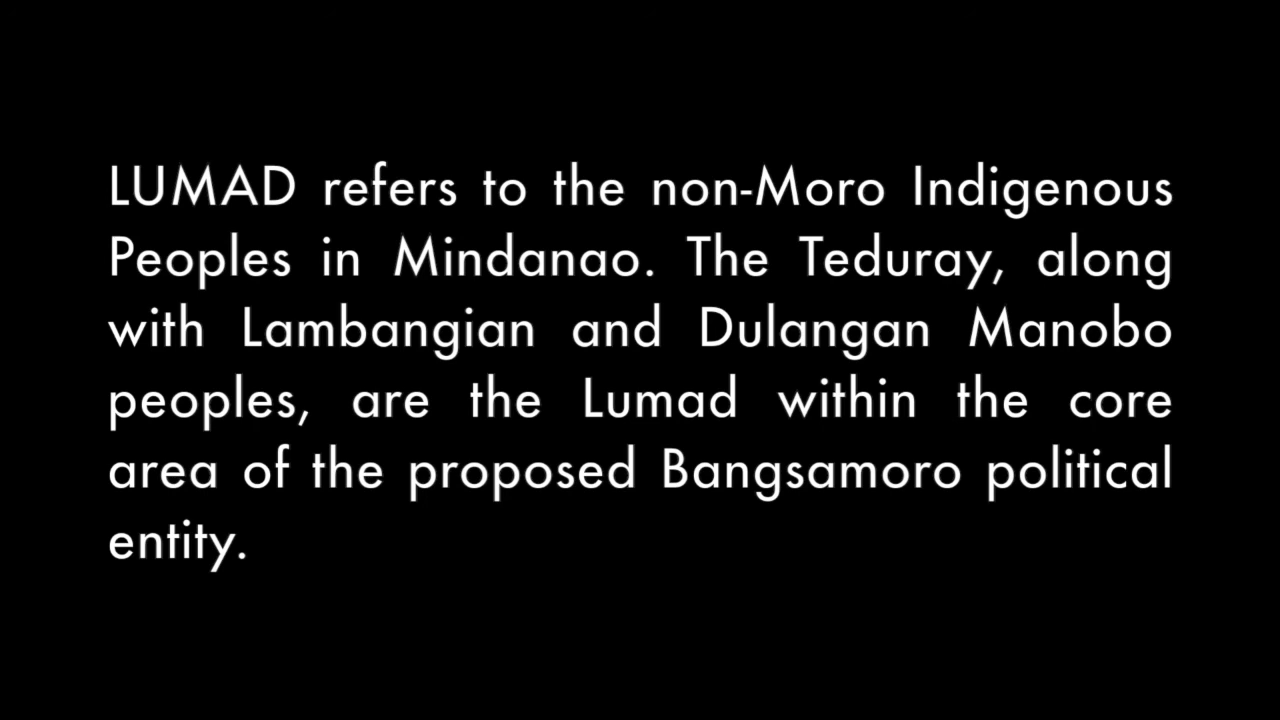 LUMAD refers to the non-Moro Indigenous
Peoples in Mindanao. The Teduray, along
with Lambangian and Dulangan Manobo
peoples, are the Lumad within the core
area of the proposed Bangsamoro political
entity.